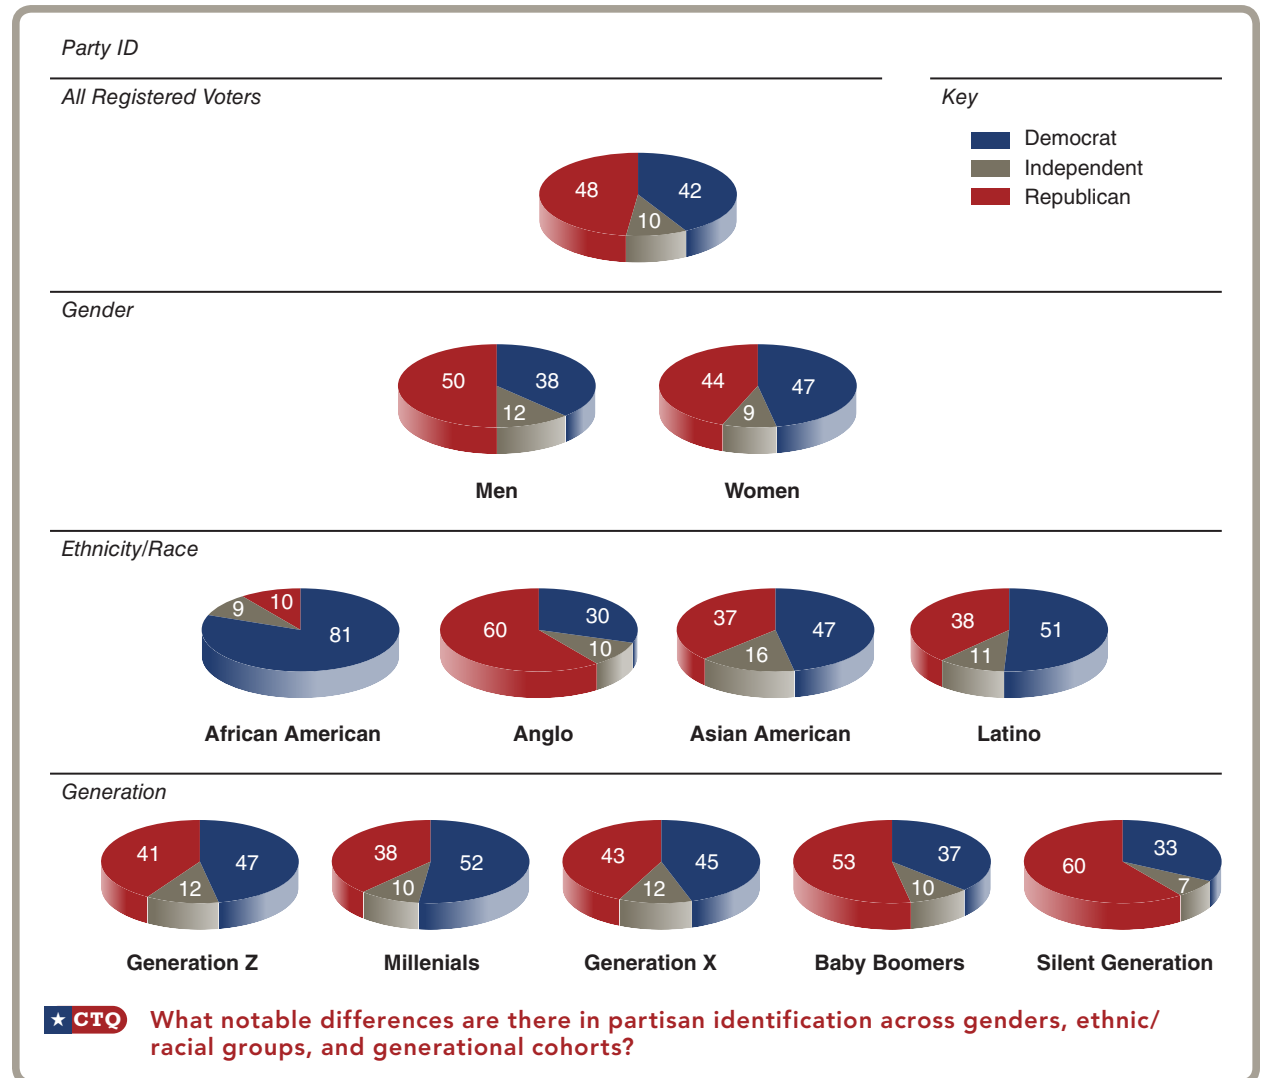 Party ID
All Registered Voters
Key
Democrat
Independent
Republican
48
42
10
Gender
50
38
12
44
47
9
Men
Women
Ethnicity/Race
9
10
81
60
30
10
37
47
16
38
51
11
African American
Anglo
Asian American
Latino
Generation
41
47
12
38
52
10
43
45
12
53
37
10
60
33
7
Generation Z
Millenials
Generation X
Baby Boomers
Silent Generation
★ CTQ
What notable differences are there in partisan identification across genders, ethnic/
racial groups, and generational cohorts?